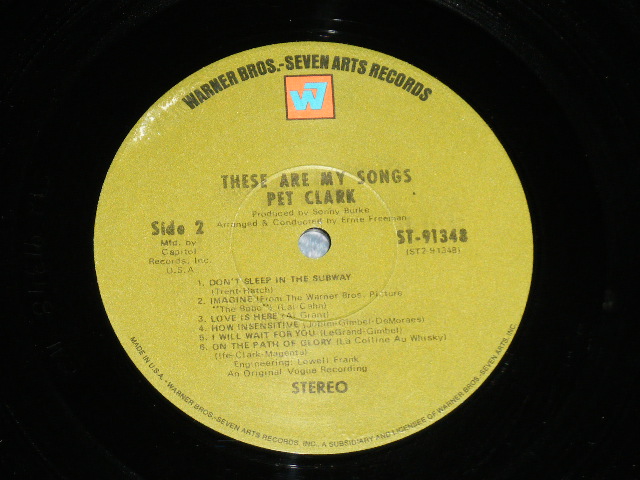 WARNER BROS.-SEVEN ARTS RECORDS
W7
THESE ARE MY SONGS
PET CLARK
Produced by Sonny Burke
Arranged & Conducted by Ernie Freeman
Side 2
Mfd. by
Capitol
Records, Inc.
U.S.A
ST-91348
(ST2-91348)
1. DON'T SLEEP IN THE SUBWAY
(Trent-Hatch)
2. IMAGINE (From The Warner Bros. Picture
"The Bobo") (Lai-Cahn)
3. LOVE IS HERE (Al Grant)
4. HOW INSENSITIVE (Jobim-Gimbel-DeMoraes)
5. I WILL WAIT FOR YOU (LeGrand-Gimbel)
6. ON THE PATH OF GLORY (La Colline Au Whisky)
Clark-Magenta)
Engineering: Lowell Frank
An Original Vogue Recording
STEREO
MADE IN U.S.A. • WARNER BROS.-SEVEN ARTS RECORDS, INC., A SUBSIDIARY AND LICENSEE OF WARNER BROS.-SEVEN ARTS, INC.